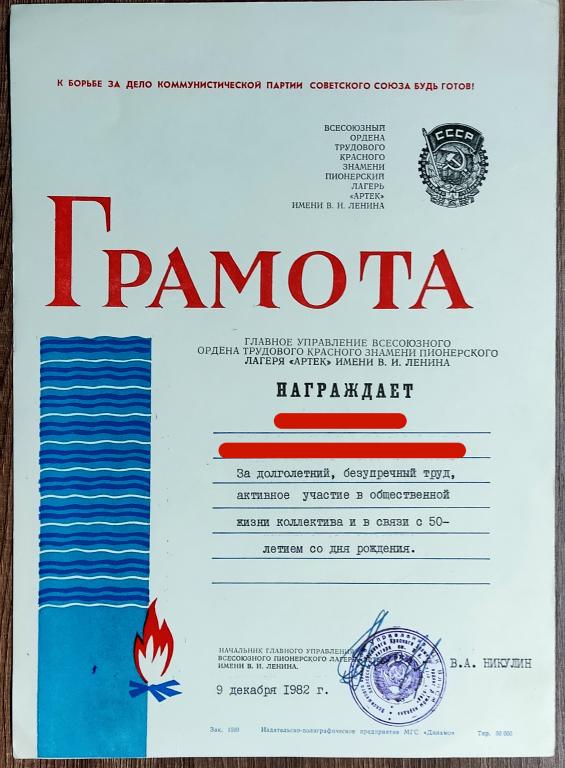 К БОРЬБЕ ЗА ДЕЛО КОММУНИСТИЧЕСКОЙ ПАРТИИ СОВЕТСКОГО СОЮЗА БУДЬ ГОТОВ!
ВСЕСОЮЗНЫЙ
ОРДЕНА
ТРУДОВОГО
КРАСНОГО
ЗНАМЕНИ
ПИОНЕРСКИЙ
ЛАГЕРЬ
«АРТЕК»
ИМЕНИ В. И. ЛЕНИНА
СССР
ГРАМОТА
ГЛАВНОЕ УПРАВЛЕНИЕ ВСЕСОЮЗНОГО
ОРДЕНА ТРУДОВОГО КРАСНОГО ЗНАМЕНИ ПИОНЕРСКОГО
ЛАГЕРЯ «АРТЕК» ИМЕНИ В. И. ЛЕНИНА
НАГРАЖДАЕТ
За долголетний, безупречный труд,
активное участие в общественной
жизни коллектива и в связи с 50-
летием со дня рождения.
НАЧАЛЬНИК ГЛАВНОГО УПРАВЛЕНИЯ
ВСЕСОЮЗНОГО ПИОНЕРСКОГО ЛАГЕРЯ
ИМЕНИ В. И. ЛЕНИНА.
В.А. НИКУЛИН
9 декабря 1982 г.
Издательско-полиграфическое предприятие МГС «Динамо»